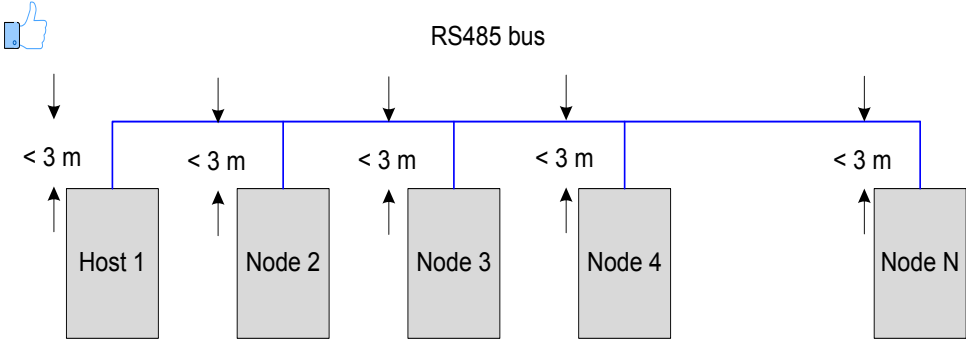 RS485 bus
< 3 m
< 3 m
< 3 m
< 3 m
< 3 m
Host 1
Node 2
Node 3
Node 4
Node N